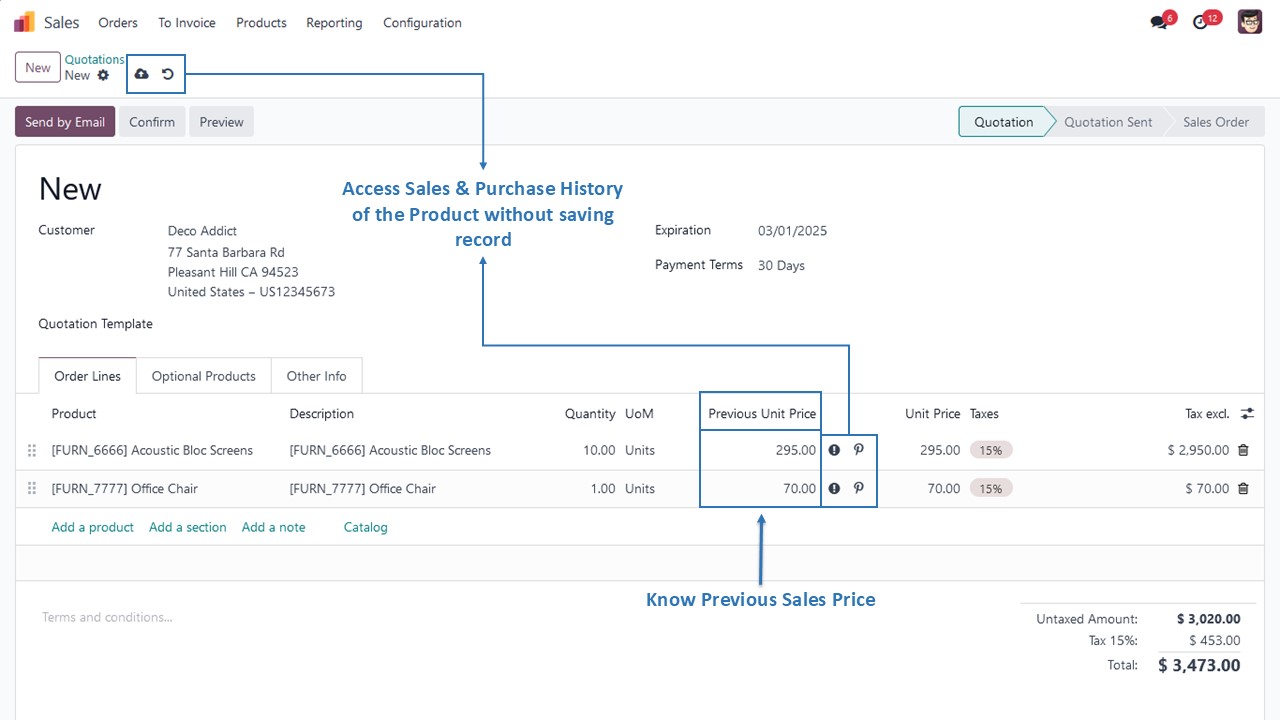 Sales Orders To Invoice Products Reporting Configuration 6 12
New Quotations
New
Send by Email Confirm Preview Quotation Quotation Sent Sales Order
New
Access Sales & Purchase History
of the Product without saving
record
Customer Deco Addict
77 Santa Barbara Rd
Pleasant Hill CA 94523
United States – US12345673
Expiration 03/01/2025
Payment Terms 30 Days
Quotation Template
Order Lines Optional Products Other Info
Product Description Quantity UoM Previous Unit Price Unit Price Taxes Tax excl.
[FURN_6666] Acoustic Bloc Screens [FURN_6666] Acoustic Bloc Screens 10.00 Units 295.00 295.00 15% $ 2,950.00
[FURN_7777] Office Chair [FURN_7777] Office Chair 1.00 Units 70.00 70.00 15% $ 70.00
Add a product Add a section Add a note Catalog
Know Previous Sales Price
Terms and conditions...
Untaxed Amount: $ 3,020.00
Tax 15%: $ 453.00
Total: $ 3,473.00